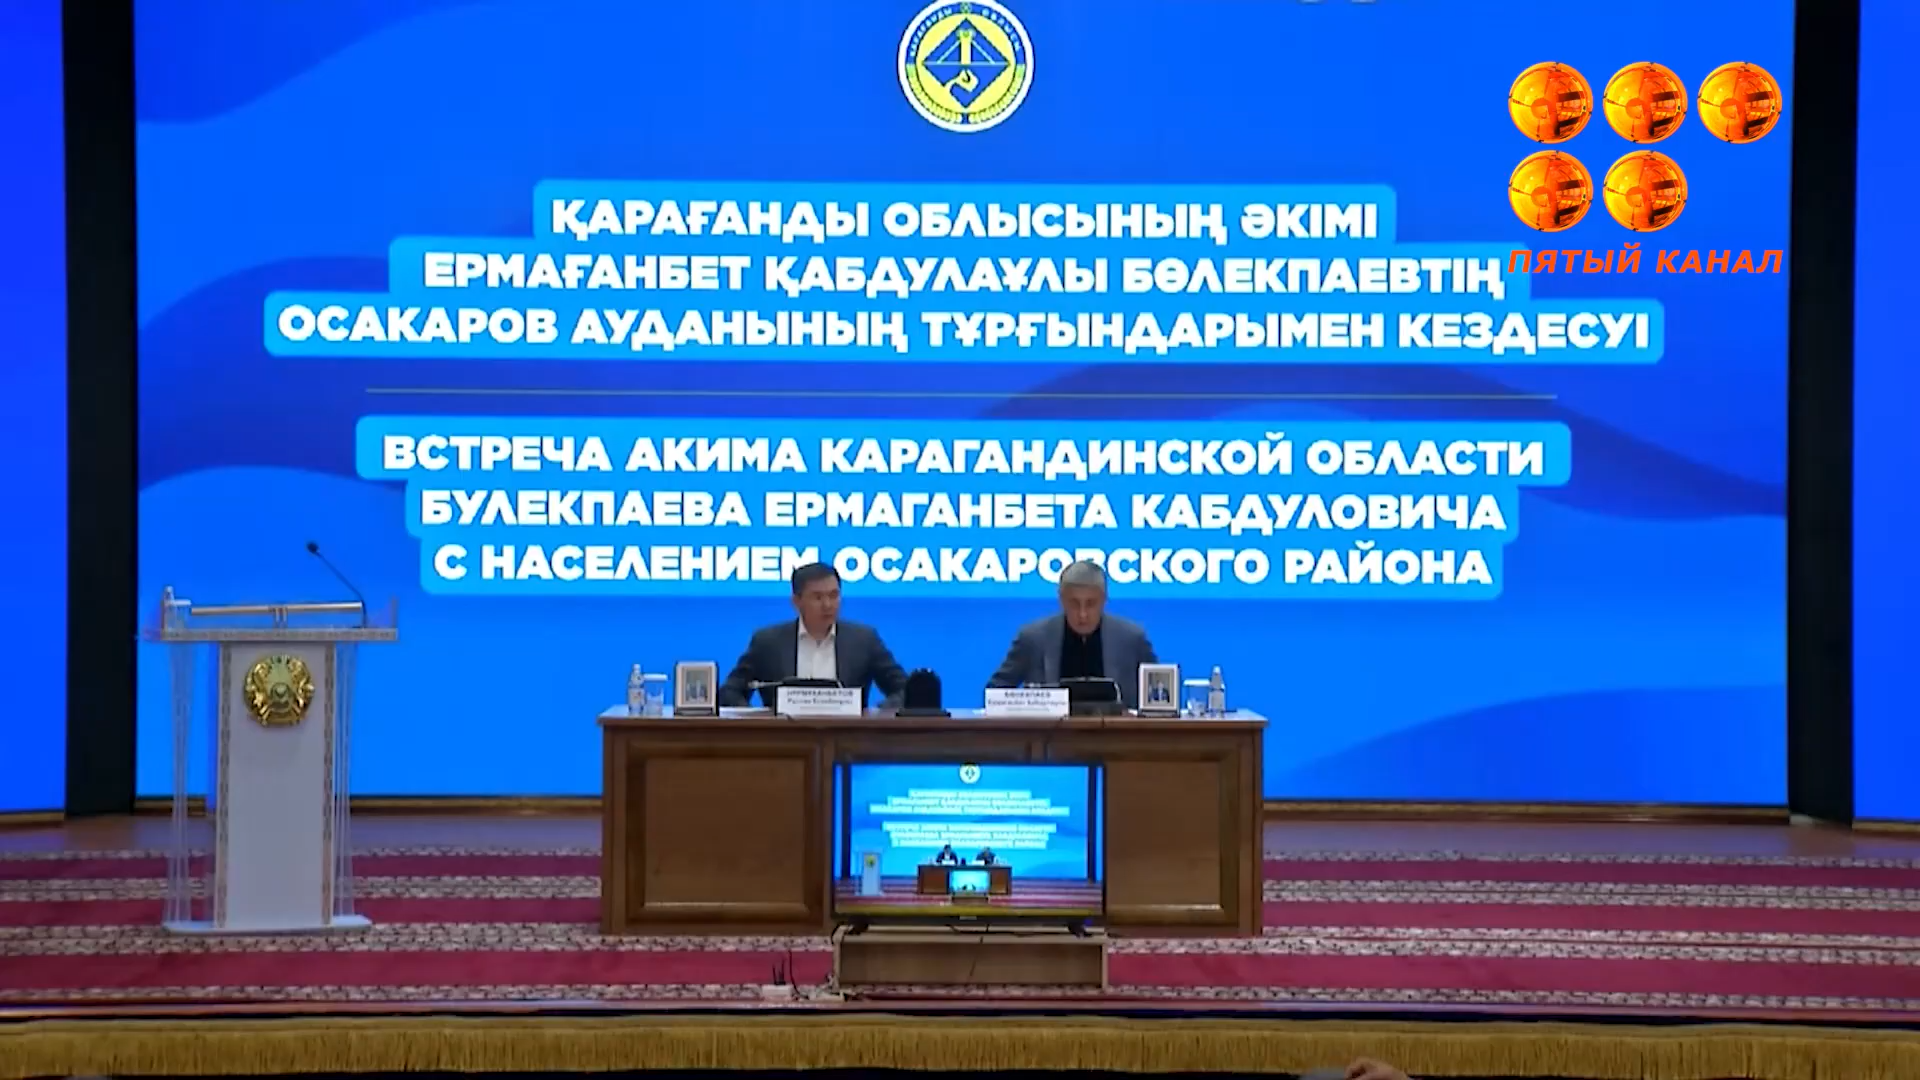 ҚАРАҒАНДЫ ОБЛЫСЫНЫҢ ӘКІМІ
ЕРМАҒАНБЕТ ҚАБДУЛАҰЛЫ БӨЛЕКПАЕВТІҢ
ОСАКАРОВ АУДАНЫНЫҢ ТҰРҒЫНДАРЫМЕН КЕЗДЕСУІ
ПЯТЫЙ КАНАЛ
ВСТРЕЧА АКИМА КАРАГАНДИНСКОЙ ОБЛАСТИ
БУЛЕКПАЕВА ЕРМАГАНБЕТА КАБДУЛОВИЧА
С НАСЕЛЕНИЕМ ОСАКАРОВСКОГО РАЙОНА